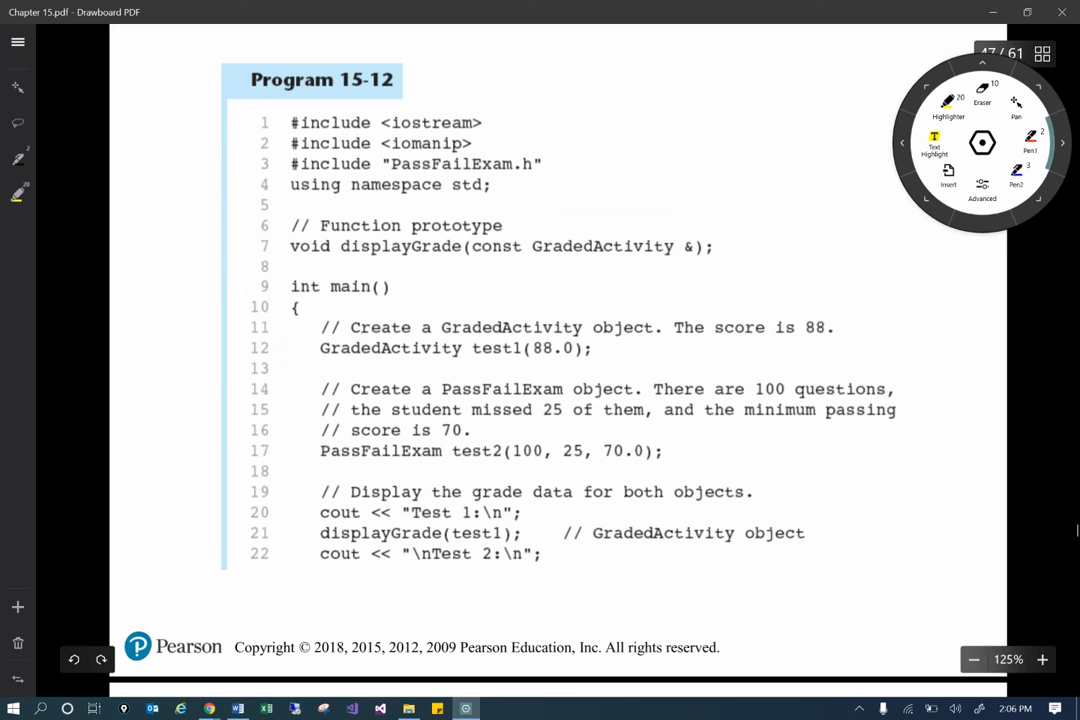 Chapter 15.pdf - Drawboard PDF
47 / 61
Program 15-12
1 #include <iostream>
2 #include <iomanip>
3 #include "PassFailExam.h"
4 using namespace std;
5
6 // Function prototype
7 void displayGrade(const GradedActivity &);
8
9 int main()
10 {
11 // Create a GradedActivity object. The score is 88.
12 GradedActivity test1(88.0);
13
14 // Create a PassFailExam object. There are 100 questions,
15 // the student missed 25 of them, and the minimum passing
16 // score is 70.
17 PassFailExam test2(100, 25, 70.0);
18
19 // Display the grade data for both objects.
20 cout << "Test 1:\n";
21 displayGrade(test1); // GradedActivity object
22 cout << "\nTest 2:\n";
10
Eraser
20
Highlighter
Pan
T
Text
Highlight
2
Pen1
Insert
3
Pen2
Advanced
2
20
P Pearson Copyright © 2018, 2015, 2012, 2009 Pearson Education, Inc. All rights reserved.
125%
2:06 PM